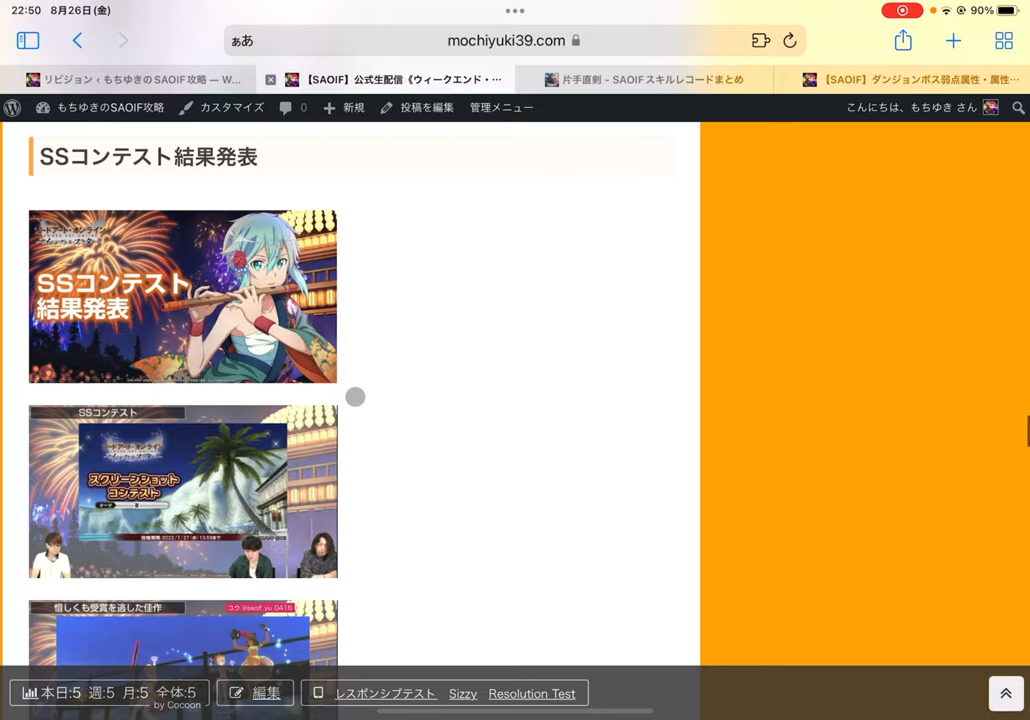 22:50 8月26日(金)
90%
ぁあ
mochiyuki39.com
リビジョン ‹ もちゆきのSAOIF攻略 — W...
【SAOIF】公式生配信《ウィークエンド・…
片手直剣 - SAOIFスキルレコードまとめ
【SAOIF】ダンジョンボス弱点属性・属性…
もちゆきのSAOIF攻略
カスタマイズ
0
新規
投稿を編集
管理メニュー
こんにちは、もちゆき さん
SSコンテスト結果発表
SSコンテスト
結果発表
SSコンテスト
スクリーンショット
コンテスト
惜しくも受賞を逃した佳作
ユウ @saoif_yu_0416
本日:5 週:5 月:5 全体:5
by Cocoon
編集
レスポンシブテスト
Sizzy
Resolution Test